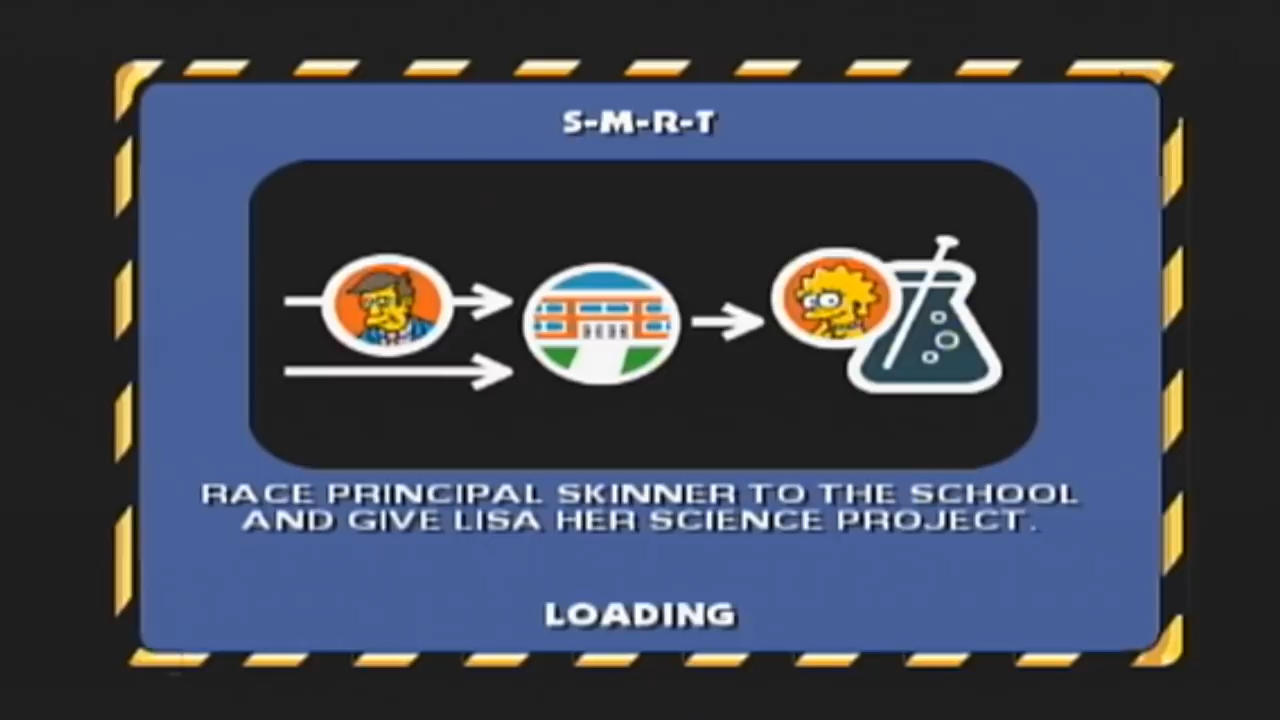 S-M-R-T
RACE PRINCIPAL SKINNER TO THE SCHOOL
AND GIVE LISA HER SCIENCE PROJECT.
LOADING